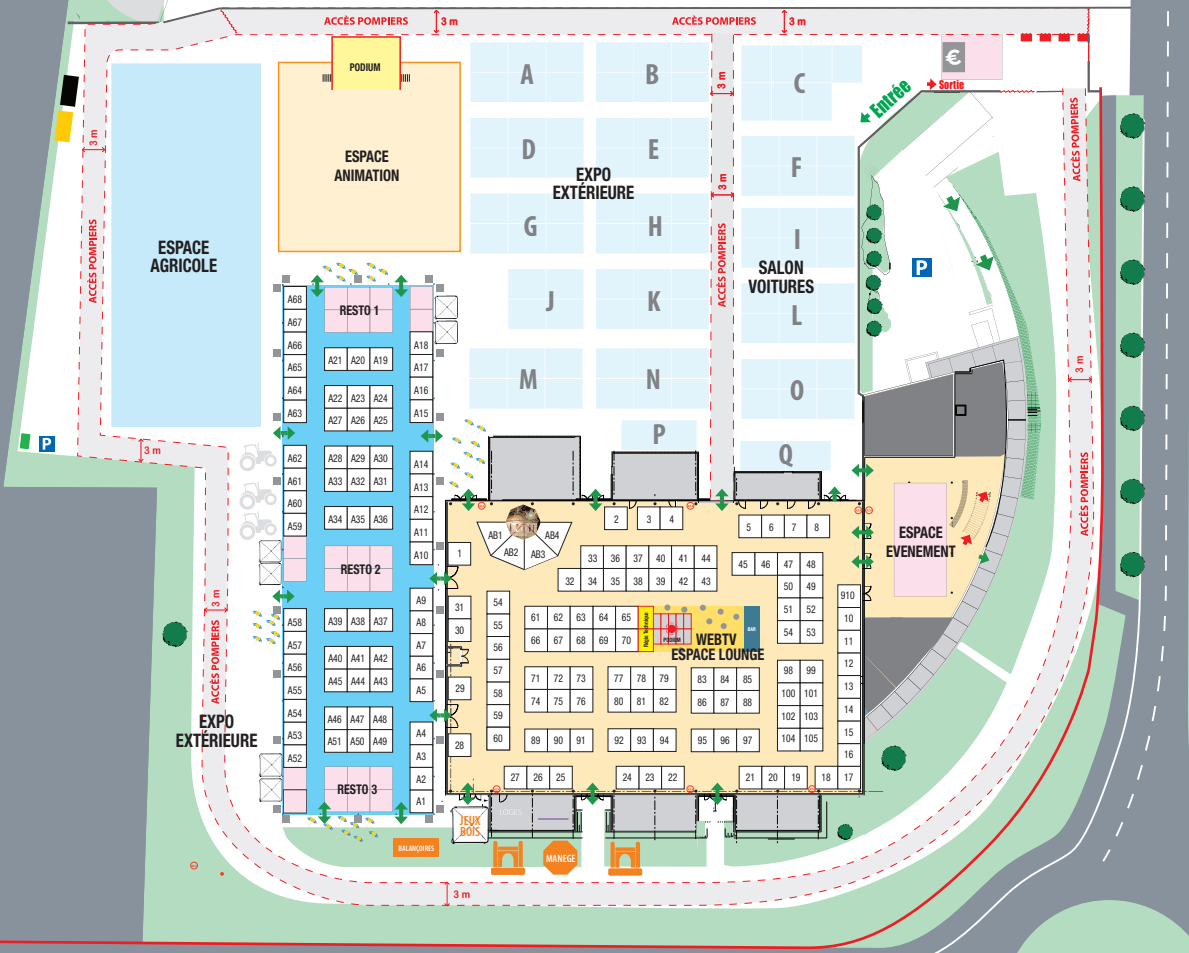 ACCÈS POMPIERS
3 m
ACCÈS POMPIERS
3 m
PODIUM
ESPACE
ANIMATION
ESPACE
AGRICOLE
A
B
C
D
E
F
G
H
I
J
K
L
M
N
O
P
Q
EXPO
EXTÉRIEURE
SALON
VOITURES
€
Sortie
Entrée
P
P
3 m
ACCÈS POMPIERS
3 m
3 m
3 m
ACCÈS POMPIERS
ACCÈS POMPIERS
3 m
ACCÈS POMPIERS
3 m
ACCÈS POMPIERS
3 m
EXPO
EXTÉRIEURE
RESTO 1
A68
A67
A66
A65
A64
A63
A62
A61
A60
A59
A58
A57
A56
A55
A54
A53
A52
A21 A20 A19
A22 A23 A24
A27 A26 A25
A28 A29 A30
A33 A32 A31
A34 A35 A36
RESTO 2
A39 A38 A37
A40 A41 A42
A45 A44 A43
A46 A47 A48
A51 A50 A49
RESTO 3
A18
A17
A16
A15
A14
A13
A12
A11
A10
A9
A8
A7
A6
A5
A4
A3
A2
A1
AB1
AB2
AB3
AB4
1
31
30
29
28
2
3 4
5 6 7 8
33 36 37 40 41 44
32 34 35 38 39 42 43
45 46 47 48
50 49
51 52
54 53
54
55
56
57
58
59
60
61 62 63 64 65
66 67 68 69 70
Régie Technique
PODIUM
WEBTV
ESPACE LOUNGE
BAR
71 72 73
74 75 76
77 78 79
80 81 82
83 84 85
86 87 88
89 90 91
92 93 94
95 96 97
98 99
100 101
102 103
104 105
910
10
11
12
13
14
15
16
17
18
27 26 25
24 23 22
21 20 19
ESPACE
EVENEMENT
LOGES
JEUX
BOIS
BALANÇOIRES
MANEGE
3 m